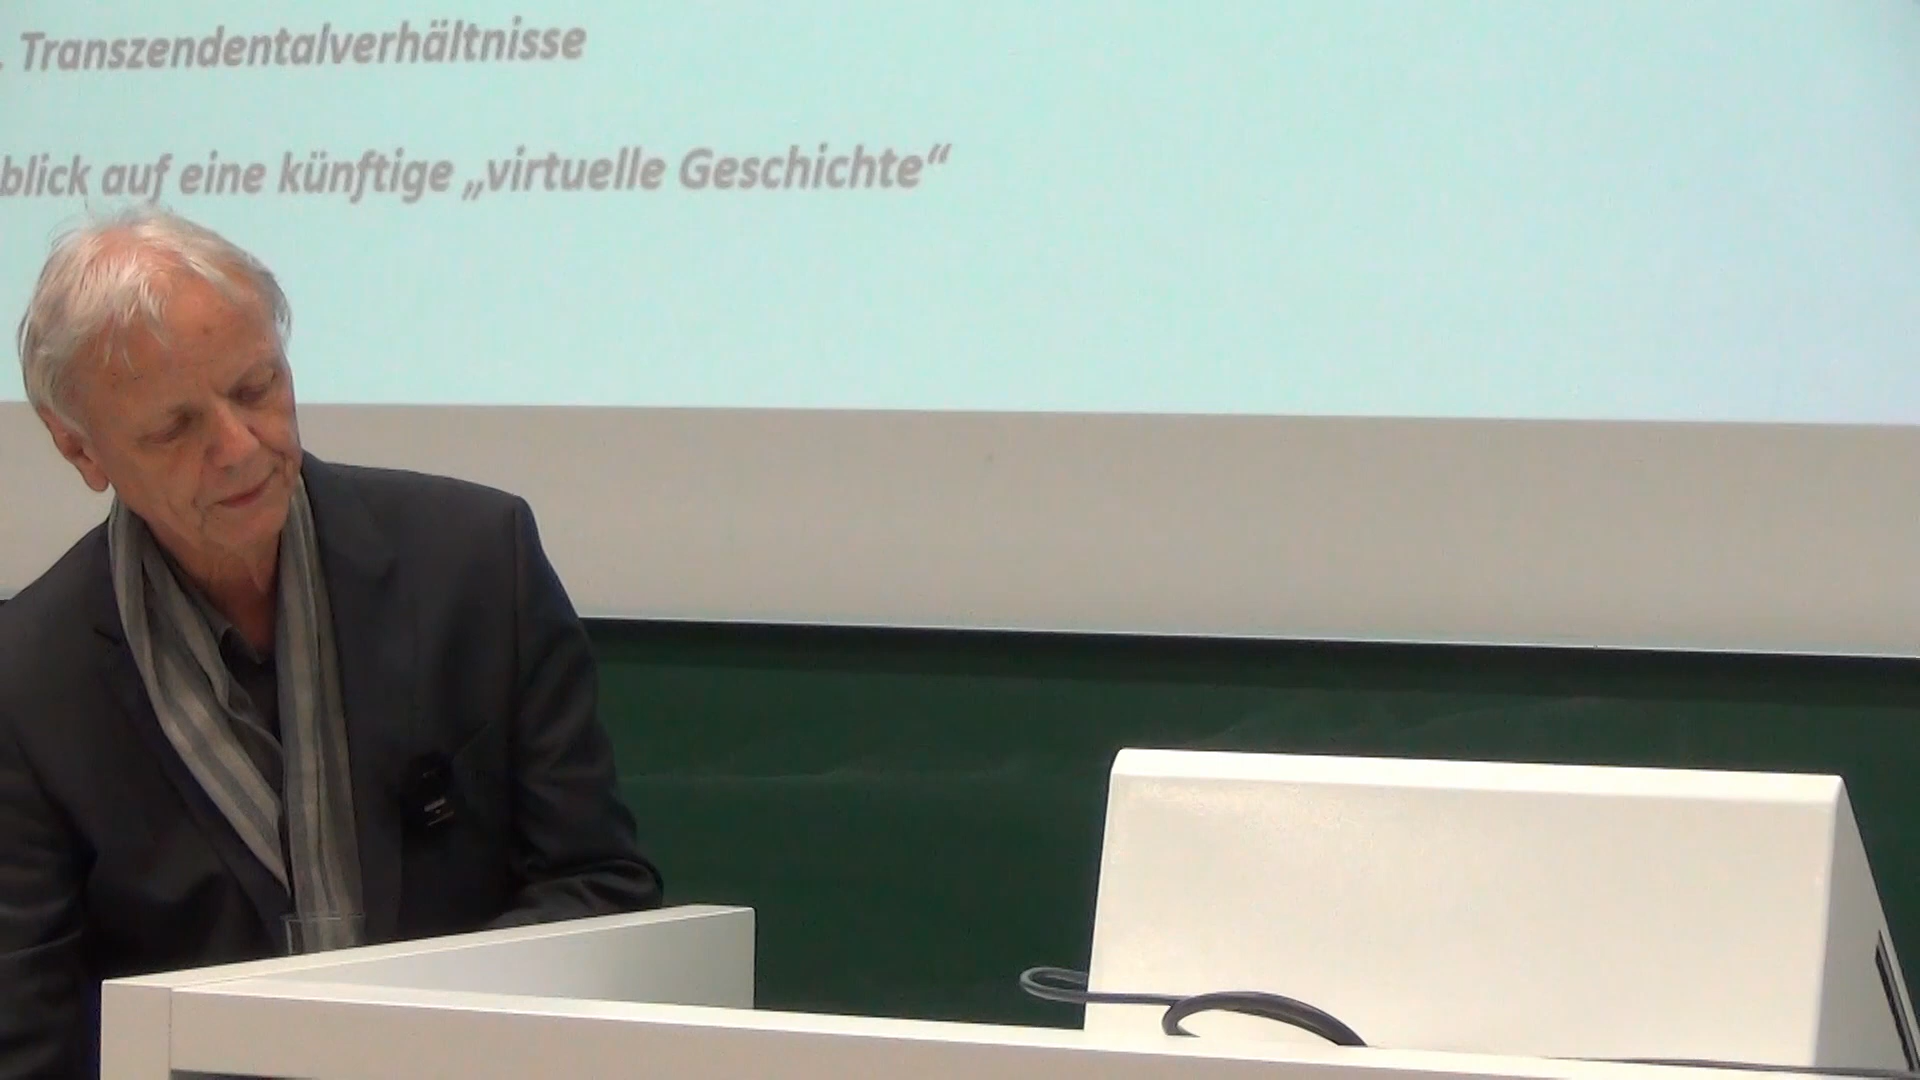 . Transzendentalverhältnisse
blick auf eine künftige „virtuelle Geschichte“